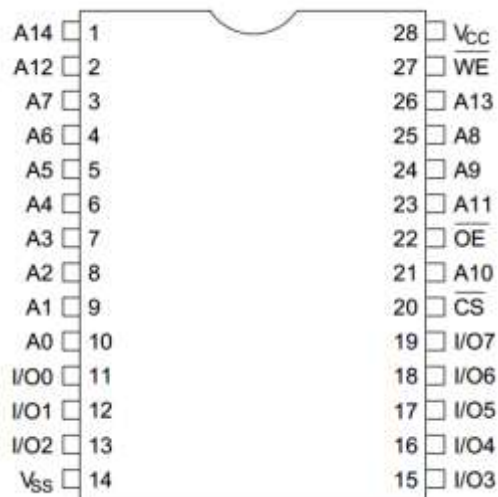 A14 1 28 VCC
A12 2 27 WE
A7 3 26 A13
A6 4 25 A8
A5 5 24 A9
A4 6 23 A11
A3 7 22 OE
A2 8 21 A10
A1 9 20 CS
A0 10 19 I/O7
I/O0 11 18 I/O6
I/O1 12 17 I/O5
I/O2 13 16 I/O4
VSS 14 15 I/O3